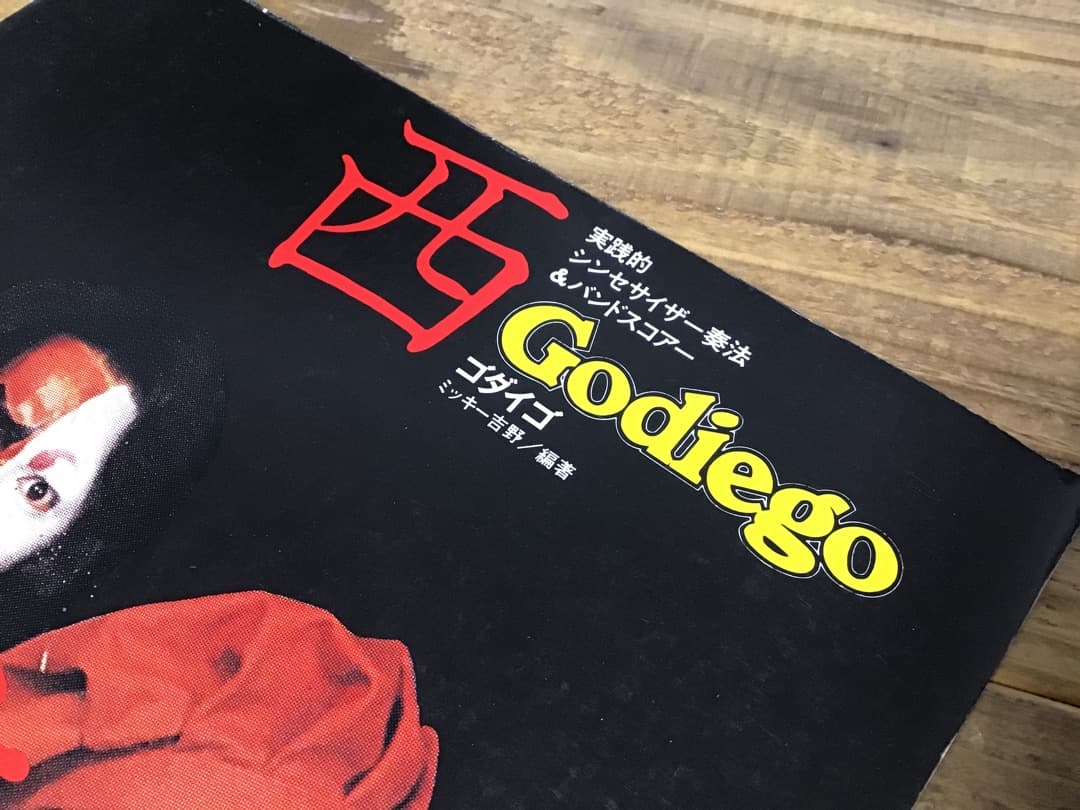 西
実践的
シンセサイザー奏法
&バンドスコアー
Godiego
ゴダイゴ
ミッキー吉野/編著